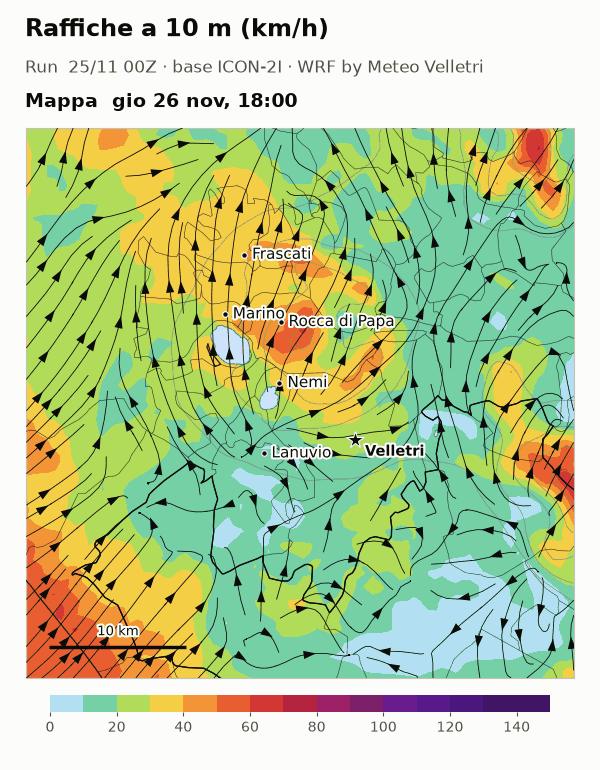 Raffiche a 10 m (km/h)
Run 25/11 00Z · base ICON-2I · WRF by Meteo Velletri
Mappa gio 26 nov, 18:00
Frascati
Marino
Rocca di Papa
Nemi
Lanuvio
Velletri
10 km
0 20 40 60 80 100 120 140